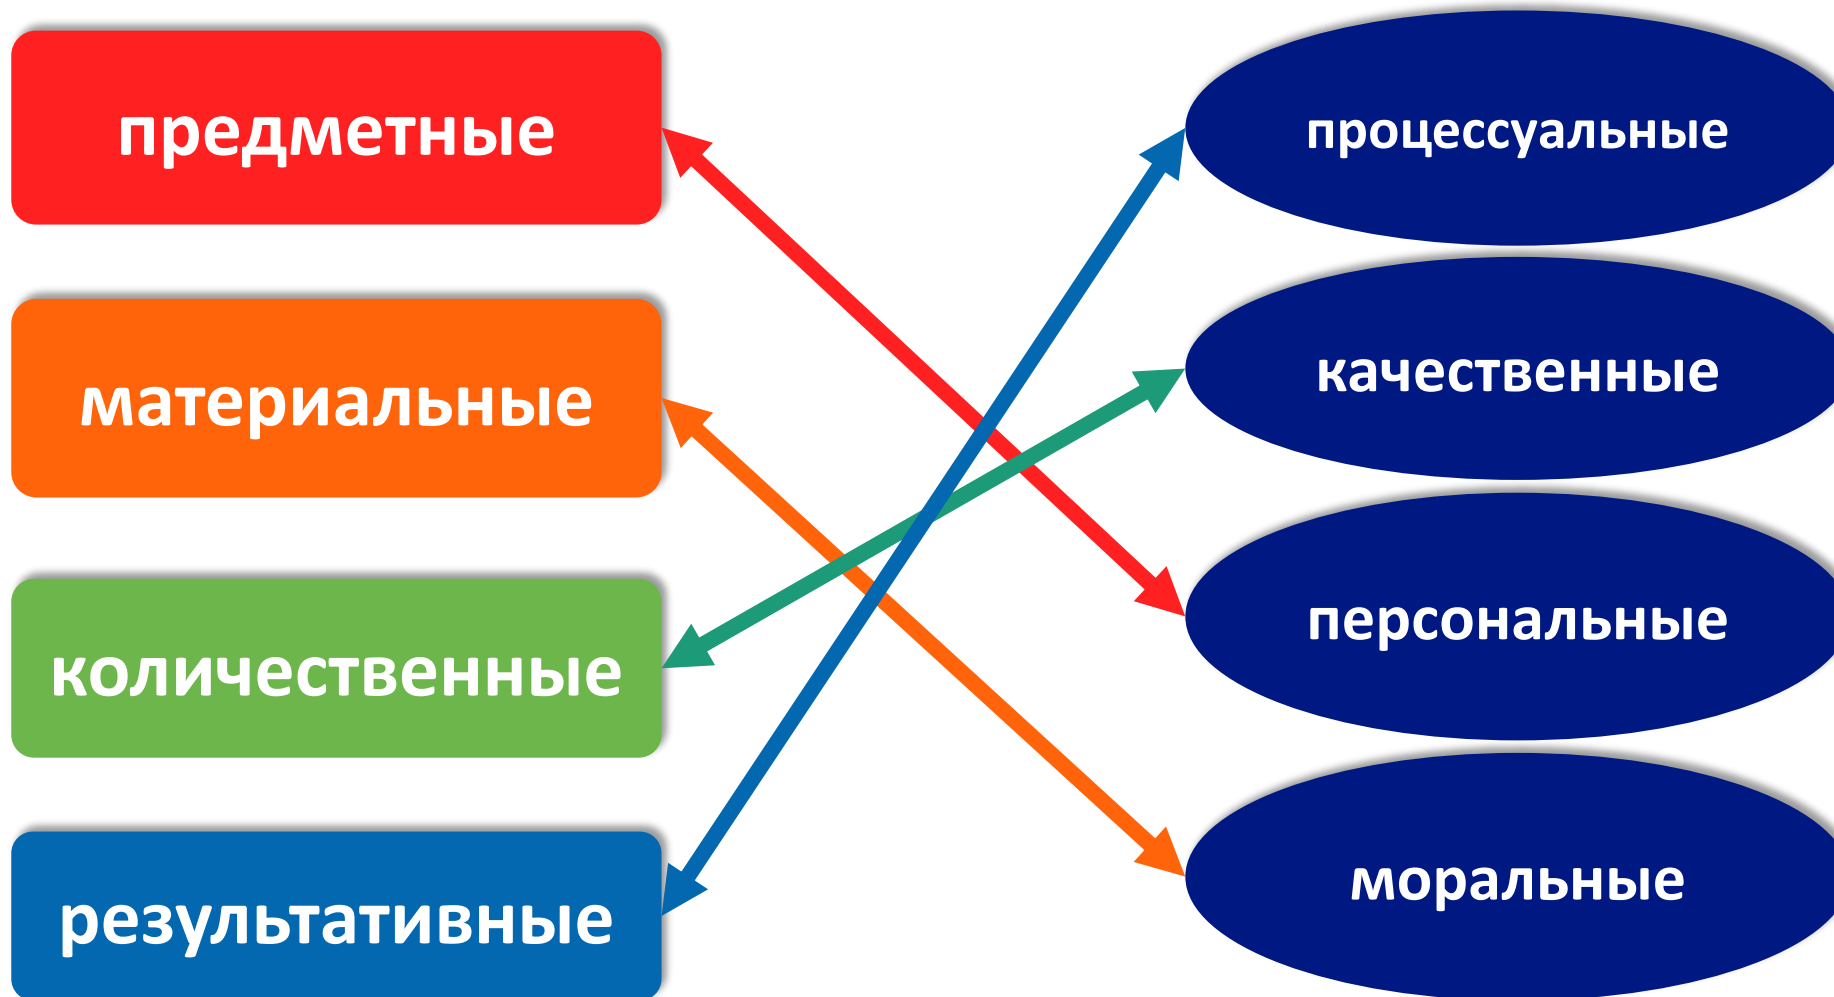 предметные
материальные
количественные
результативные
процессуальные
качественные
персональные
моральные